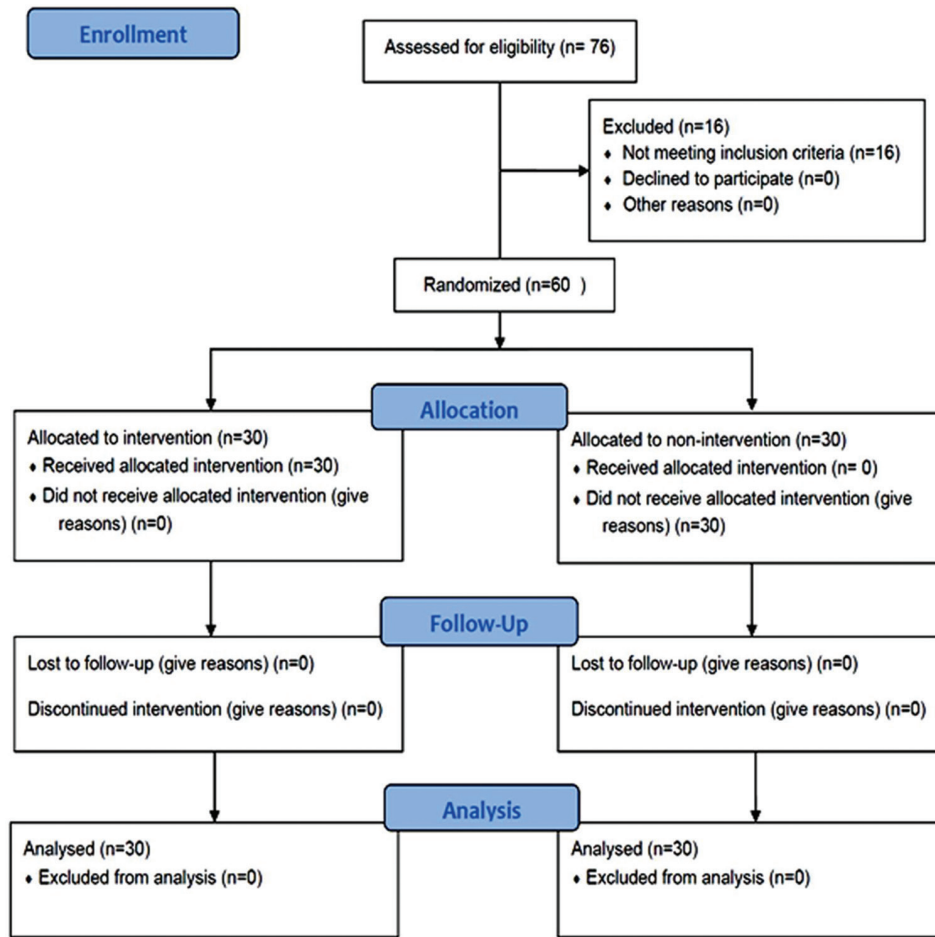 Enrollment
Assessed for eligibility (n= 76)
Excluded (n=16)
♦ Not meeting inclusion criteria (n=16)
♦ Declined to participate (n=0)
♦ Other reasons (n=0)
Randomized (n=60  )
Allocation
Allocated to intervention (n=30)
♦ Received allocated intervention (n=30)
♦ Did not receive allocated intervention (give
reasons) (n=0)
Allocated to non-intervention (n=30)
♦ Received allocated intervention (n= 0)
♦ Did not receive allocated intervention (give
reasons) (n=30)
Follow-Up
Lost to follow-up (give reasons) (n=0)
Discontinued intervention (give reasons) (n=0)
Lost to follow-up (give reasons) (n=0)
Discontinued intervention (give reasons) (n=0)
Analysis
Analysed (n=30)
♦ Excluded from analysis (n=0)
Analysed (n=30)
♦ Excluded from analysis (n=0)